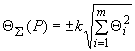 Θ_Σ(P) = ±k√(∑_{i=1}^{m} Θ_i^2)